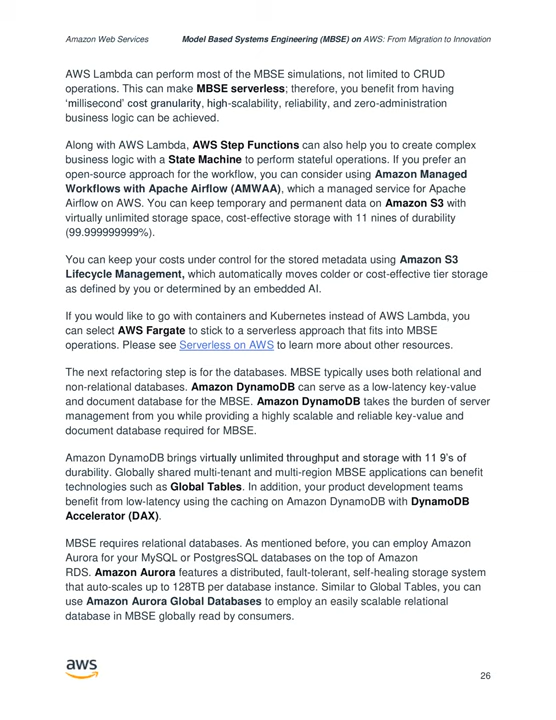 Amazon Web Services Model Based Systems Engineering (MBSE) on AWS: From Migration to Innovation
AWS Lambda can perform most of the MBSE simulations, not limited to CRUD
operations. This can make MBSE serverless; therefore, you benefit from having
‘millisecond’ cost granularity, high-scalability, reliability, and zero-administration
business logic can be achieved.
Along with AWS Lambda, AWS Step Functions can also help you to create complex
business logic with a State Machine to perform stateful operations. If you prefer an
open-source approach for the workflow, you can consider using Amazon Managed
Workflows with Apache Airflow (AMWAA), which a managed service for Apache
Airflow on AWS. You can keep temporary and permanent data on Amazon S3 with
virtually unlimited storage space, cost-effective storage with 11 nines of durability
(99.999999999%).
You can keep your costs under control for the stored metadata using Amazon S3
Lifecycle Management, which automatically moves colder or cost-effective tier storage
as defined by you or determined by an embedded AI.
If you would like to go with containers and Kubernetes instead of AWS Lambda, you
can select AWS Fargate to stick to a serverless approach that fits into MBSE
operations. Please see Serverless on AWS to learn more about other resources.
The next refactoring step is for the databases. MBSE typically uses both relational and
non-relational databases. Amazon DynamoDB can serve as a low-latency key-value
and document database for the MBSE. Amazon DynamoDB takes the burden of server
management from you while providing a highly scalable and reliable key-value and
document database required for MBSE.
Amazon DynamoDB brings virtually unlimited throughput and storage with 11 9’s of
durability. Globally shared multi-tenant and multi-region MBSE applications can benefit
technologies such as Global Tables. In addition, your product development teams
benefit from low-latency using the caching on Amazon DynamoDB with DynamoDB
Accelerator (DAX).
MBSE requires relational databases. As mentioned before, you can employ Amazon
Aurora for your MySQL or PostgresSQL databases on the top of Amazon
RDS. Amazon Aurora features a distributed, fault-tolerant, self-healing storage system
that auto-scales up to 128TB per database instance. Similar to Global Tables, you can
use Amazon Aurora Global Databases to employ an easily scalable relational
database in MBSE globally read by consumers.
aws
26